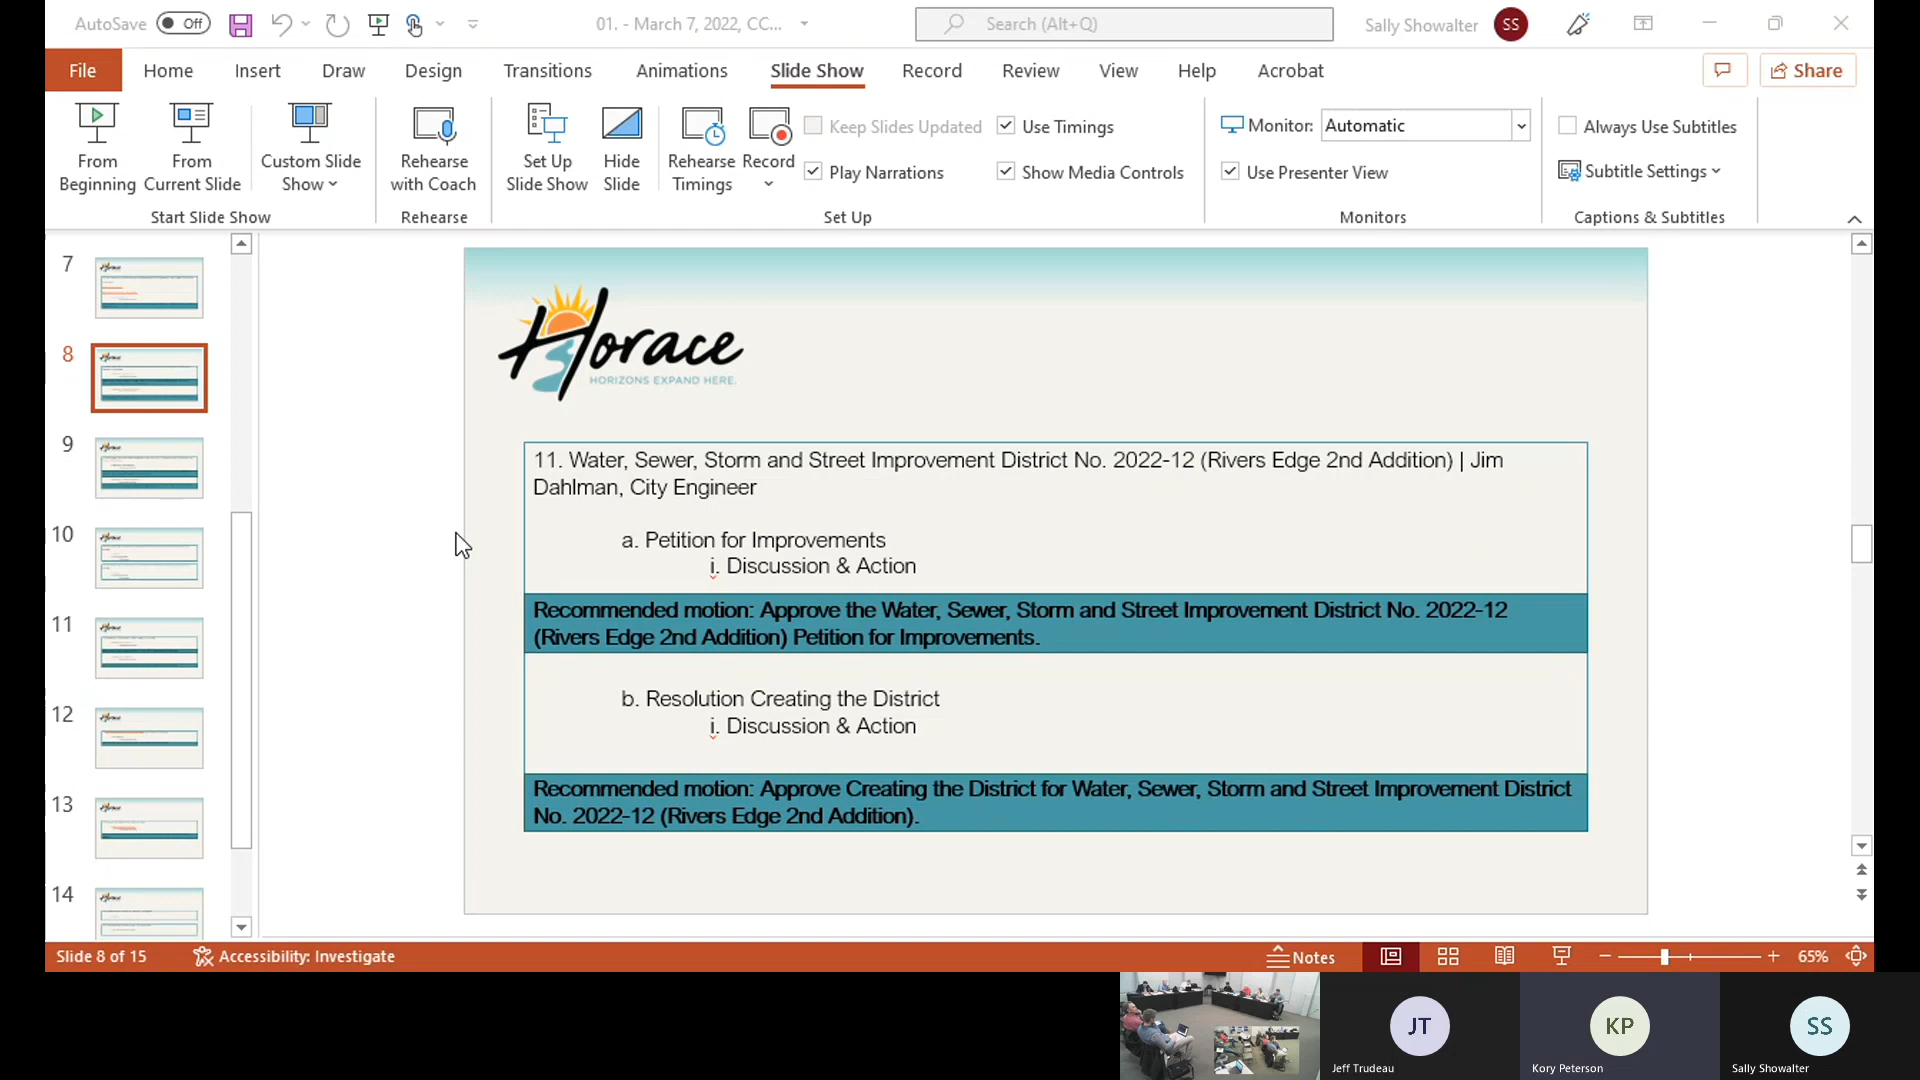 AutoSave Off
01. - March 7, 2022, CC...
Search (Alt+Q)
Sally Showalter SS
File Home Insert Draw Design Transitions Animations Slide Show Record Review View Help Acrobat Share
From Beginning
From Current Slide
Custom Slide Show
Start Slide Show
Rehearse with Coach
Rehearse
Set Up Slide Show
Hide Slide
Rehearse Timings
Record
Keep Slides Updated
Play Narrations
Use Timings
Show Media Controls
Set Up
Monitor: Automatic
Use Presenter View
Monitors
Always Use Subtitles
Subtitle Settings
Captions & Subtitles
7
8
9
10
11
12
13
14
Horace
HORIZONS EXPAND HERE.
11. Water, Sewer, Storm and Street Improvement District No. 2022-12 (Rivers Edge 2nd Addition) | Jim
Dahlman, City Engineer
a. Petition for Improvements
i. Discussion & Action
Recommended motion: Approve the Water, Sewer, Storm and Street Improvement District No. 2022-12
(Rivers Edge 2nd Addition) Petition for Improvements.
b. Resolution Creating the District
i. Discussion & Action
Recommended motion: Approve Creating the District for Water, Sewer, Storm and Street Improvement District
No. 2022-12 (Rivers Edge 2nd Addition).
Slide 8 of 15 Accessibility: Investigate Notes 65%
JT
Jeff Trudeau
KP
Kory Peterson
SS
Sally Showalter